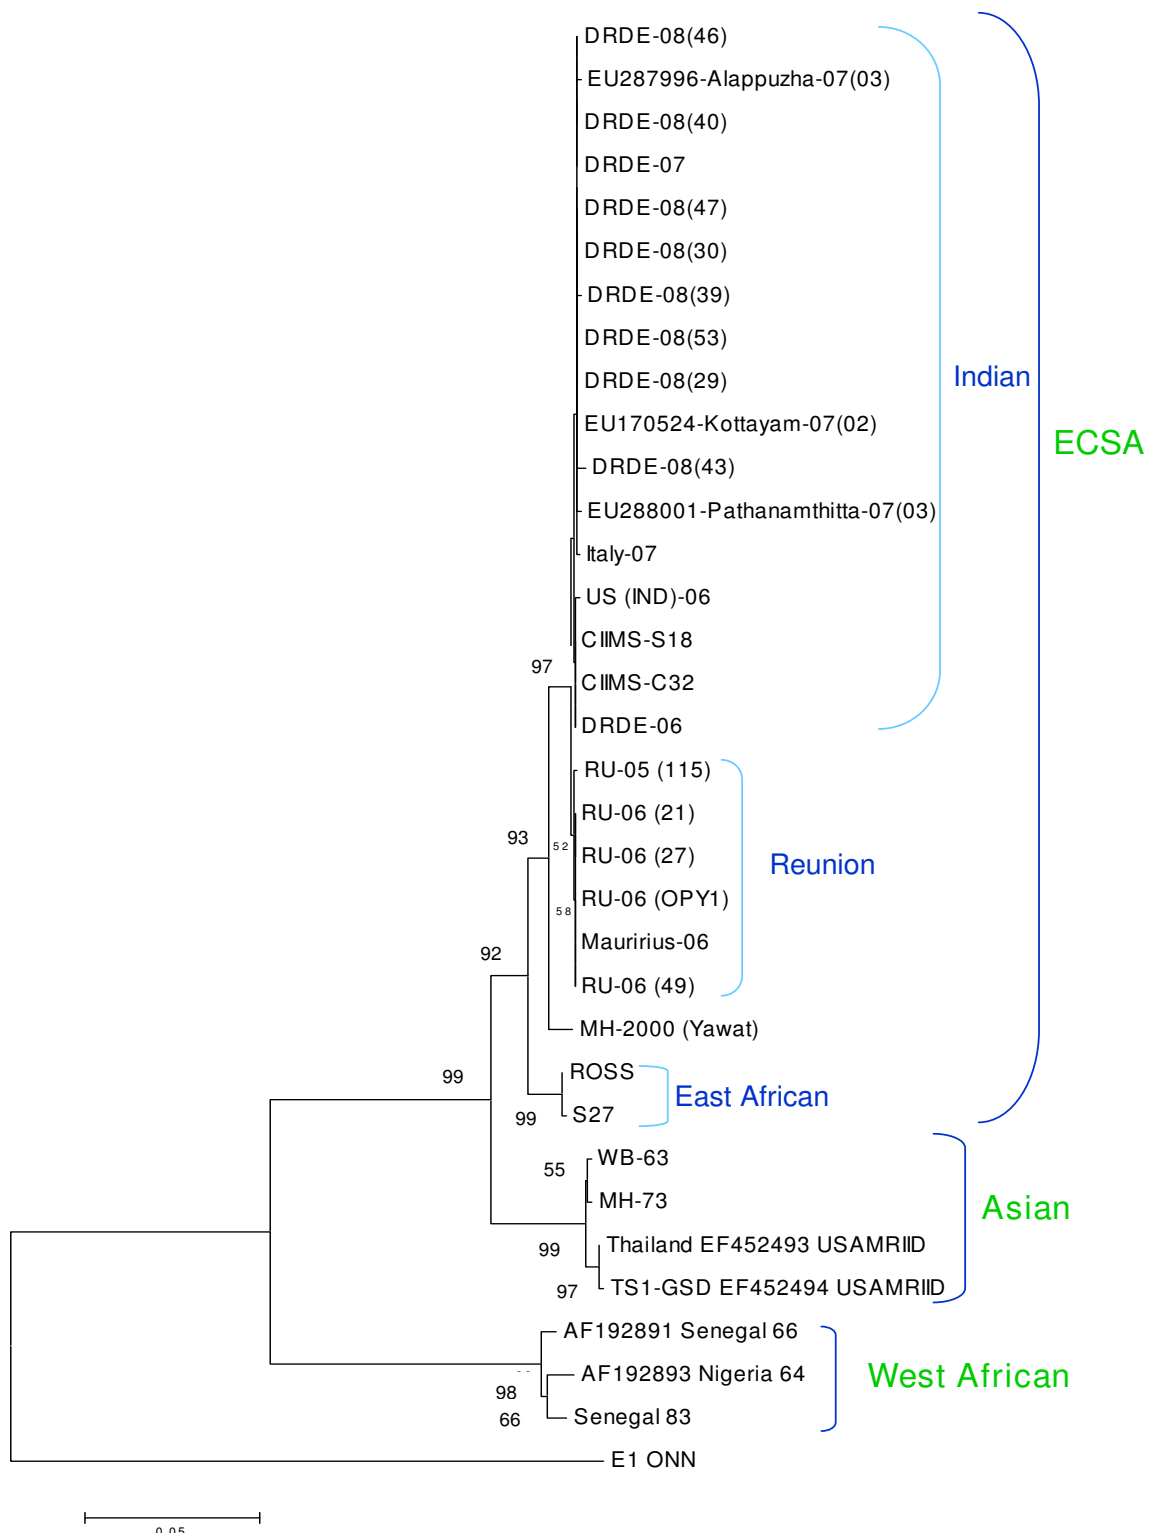 DRDE-08(46)
EU287996-Alappuzha-07(03)
DRDE-08(40)
DRDE-07
DRDE-08(47)
DRDE-08(30)
DRDE-08(39)
DRDE-08(53)
DRDE-08(29)
Indian
EU170524-Kottayam-07(02)
ECSA
DRDE-08(43)
EU288001-Pathanamthitta-07(03)
Italy-07
US (IND)-06
CIIMS-S18
97
CIIMS-C32
DRDE-06
RU-05 (115)
RU-06 (21)
93
52
RU-06 (27)
Reunion
RU-06 (OPY1)
58
Mauririus-06
92
RU-06 (49)
MH-2000 (Yawat)
ROSS
99
East African
S27
99
WB-63
55
MH-73
Asian
Thailand EF452493 USAMRIID
99
TS1-GSD EF452494 USAMRIID
97
AF192891 Senegal 66
AF192893 Nigeria 64
West African
98
Senegal 83
66
E1 ONN
0.05